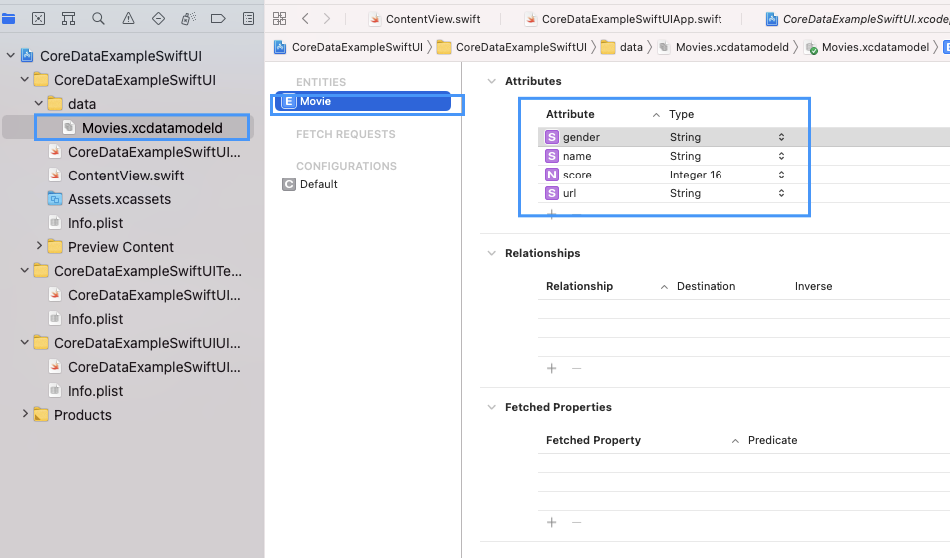 ContentView.swift
CoreDataExampleSwiftUIApp.swift
CoreDataExampleSwiftUI.xcode
CoreDataExampleSwiftUI
CoreDataExampleSwiftUI
data
Movies.xcdatamodeld
Movies.xcdatamodel
CoreDataExampleSwiftUI
CoreDataExampleSwiftUI
data
Movies.xcdatamodeld
CoreDataExampleSwiftUI...
ContentView.swift
Assets.xcassets
Info.plist
Preview Content
CoreDataExampleSwiftUITe...
CoreDataExampleSwiftUI...
Info.plist
CoreDataExampleSwiftUIUI...
CoreDataExampleSwiftUI...
Info.plist
Products
ENTITIES
E Movie
FETCH REQUESTS
CONFIGURATIONS
C Default
Attributes
Attribute Type
S gender String
S name String
N score Integer 16
S url String
Relationships
Relationship Destination Inverse
Fetched Properties
Fetched Property Predicate